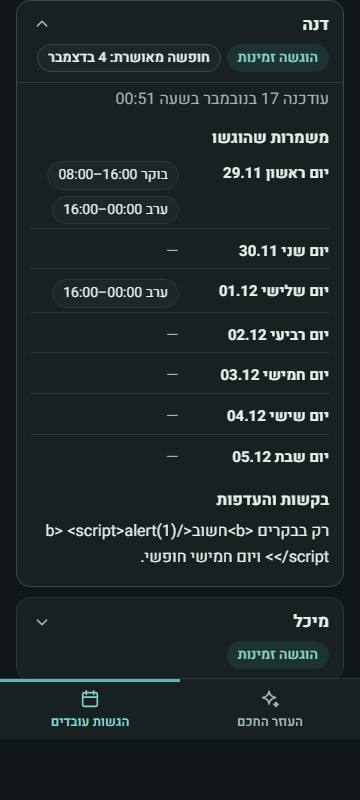 דנה
הוגשה זמינות
חופשה מאושרת: 4 בדצמבר
עודכנה 17 בנובמבר בשעה 00:51
משמרות שהוגשו
יום ראשון 29.11
בוקר 08:00–16:00
ערב 16:00–00:00
יום שני 30.11
—
יום שלישי 01.12
ערב 16:00–00:00
יום רביעי 02.12
—
יום חמישי 03.12
—
יום שישי 04.12
—
יום שבת 05.12
—
בקשות והעדפות
רק בבקרים <b>חשוב</b> <script>alert(1)
</script> ויום חמישי חופשי.
מיכל
הוגשה זמינות
העוזר החכם
הגשות עובדים